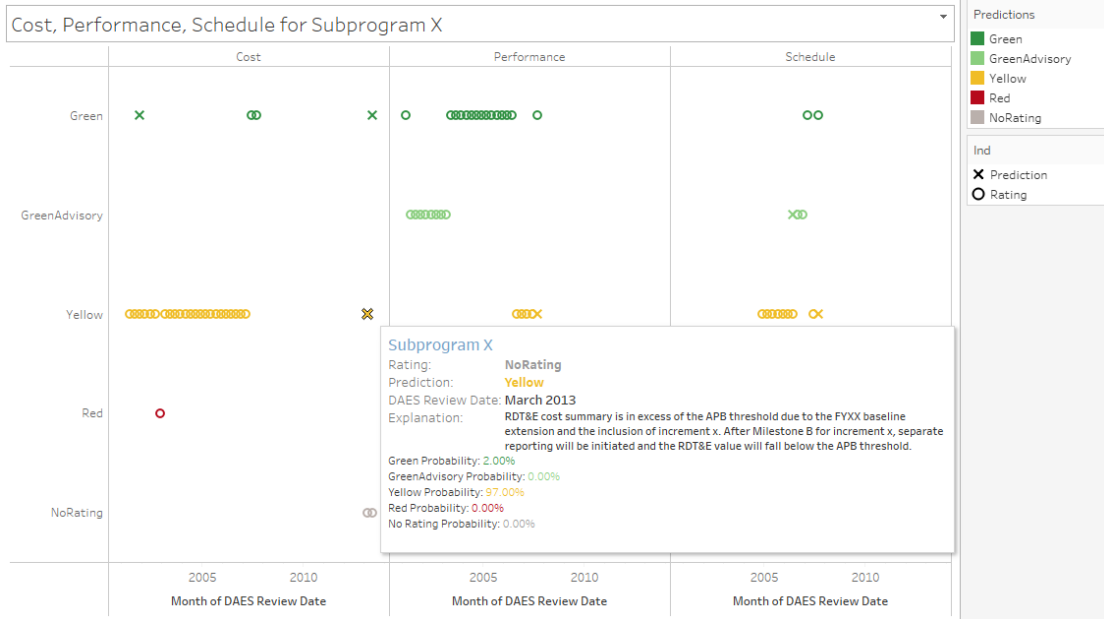 Cost, Performance, Schedule for Subprogram X
Cost Performance Schedule
Green
GreenAdvisory
Yellow
Red
NoRating
Subprogram X
Rating: NoRating
Prediction: Yellow
DAES Review Date: March 2013
Explanation: RDT&E cost summary is in excess of the APB threshold due to the FYXX baseline
extension and the inclusion of increment x. After Milestone B for increment x, separate
reporting will be initiated and the RDT&E value will fall below the APB threshold.
Green Probability: 2.00%
GreenAdvisory Probability: 0.00%
Yellow Probability: 97.00%
Red Probability: 0.00%
No Rating Probability: 0.00%
2005 2010 2005 2010 2005 2010
Month of DAES Review Date Month of DAES Review Date Month of DAES Review Date
Predictions
Green
GreenAdvisory
Yellow
Red
NoRating
Ind
Prediction
Rating